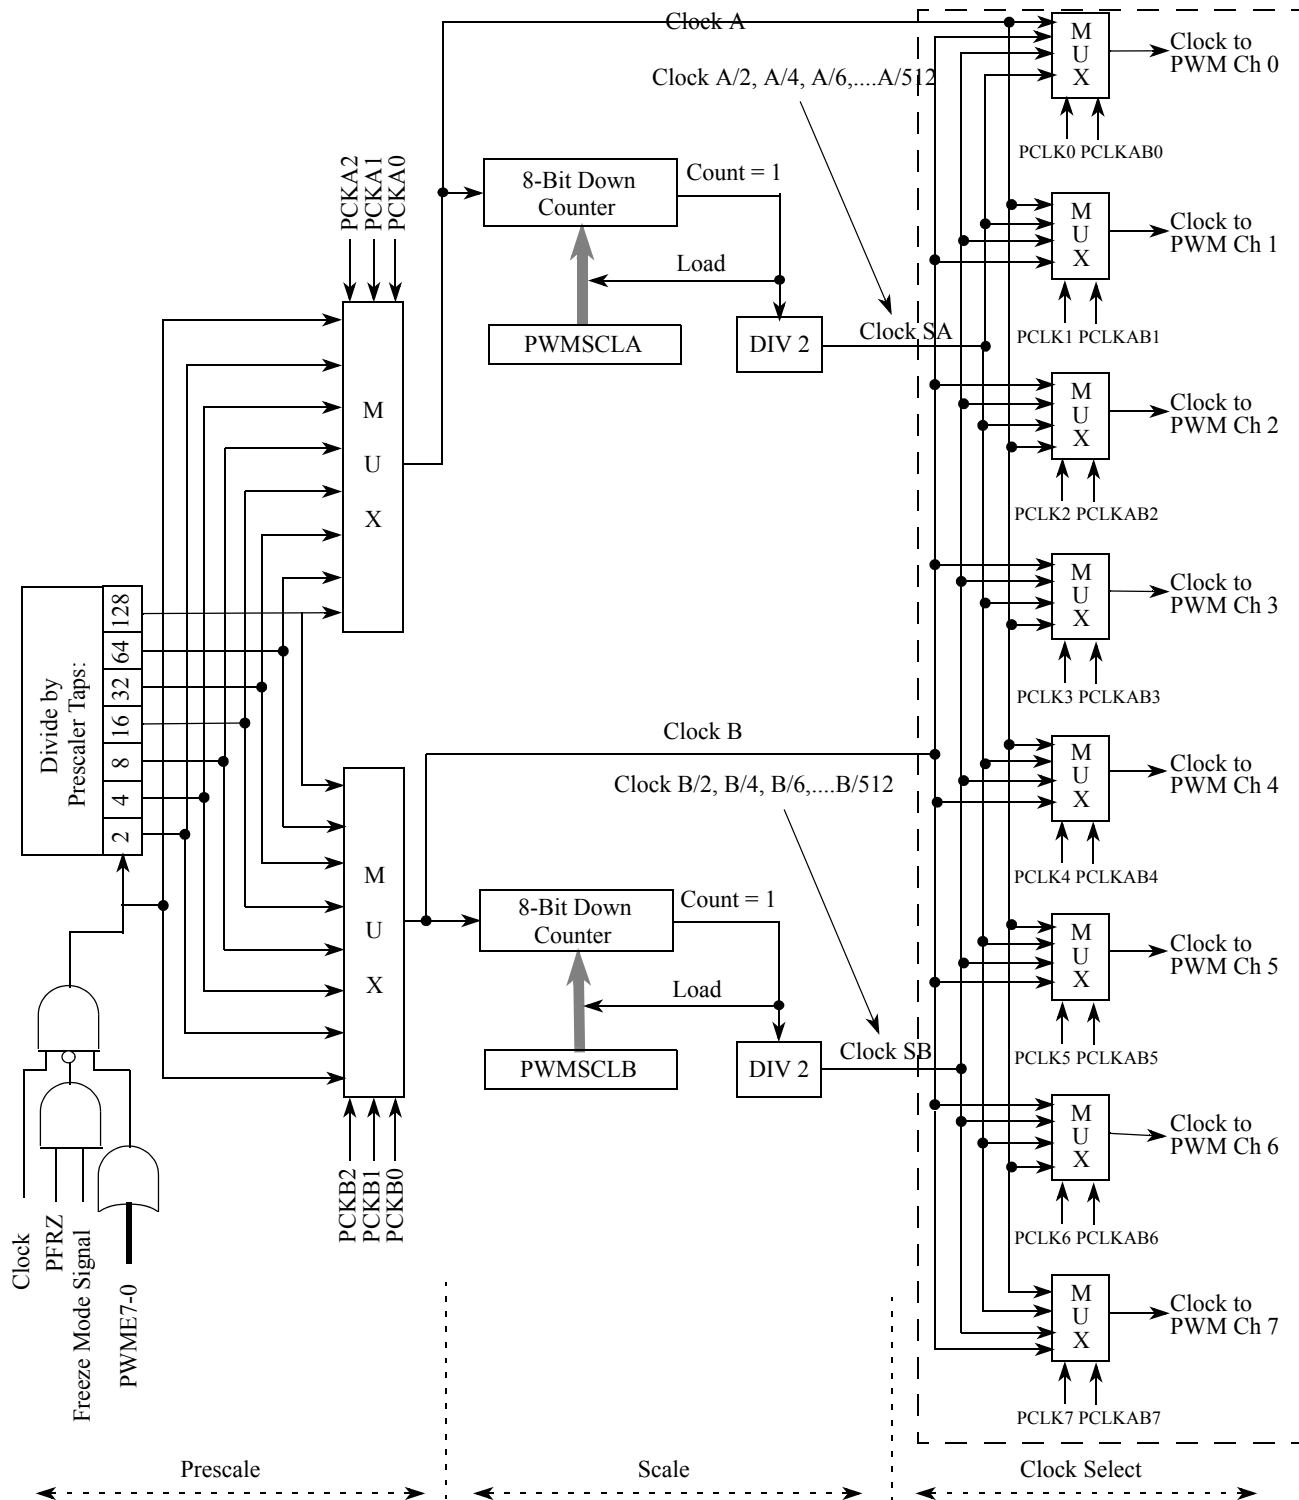 Clock A
Clock A/2, A/4, A/6,....A/512
PCKA2
PCKA1
PCKA0
8-Bit Down
Counter
Count = 1
Load
PWMSCLA
DIV 2
Clock SA
M
U
X
Divide by
Prescaler Taps:
128
64
32
16
8
4
2
Clock B
Clock B/2, B/4, B/6,....B/512
M
U
X
8-Bit Down
Counter
Count = 1
Load
PWMSCLB
DIV 2
Clock SB
PCKB2
PCKB1
PCKB0
Clock
PFRZ
Freeze Mode Signal
PWME7-0
M
U
X
Clock to
PWM Ch 0
PCLK0 PCLKAB0
M
U
X
Clock to
PWM Ch 1
PCLK1 PCLKAB1
M
U
X
Clock to
PWM Ch 2
PCLK2 PCLKAB2
M
U
X
Clock to
PWM Ch 3
PCLK3 PCLKAB3
M
U
X
Clock to
PWM Ch 4
PCLK4 PCLKAB4
M
U
X
Clock to
PWM Ch 5
PCLK5 PCLKAB5
M
U
X
Clock to
PWM Ch 6
PCLK6 PCLKAB6
M
U
X
Clock to
PWM Ch 7
PCLK7 PCLKAB7
Prescale
Scale
Clock Select